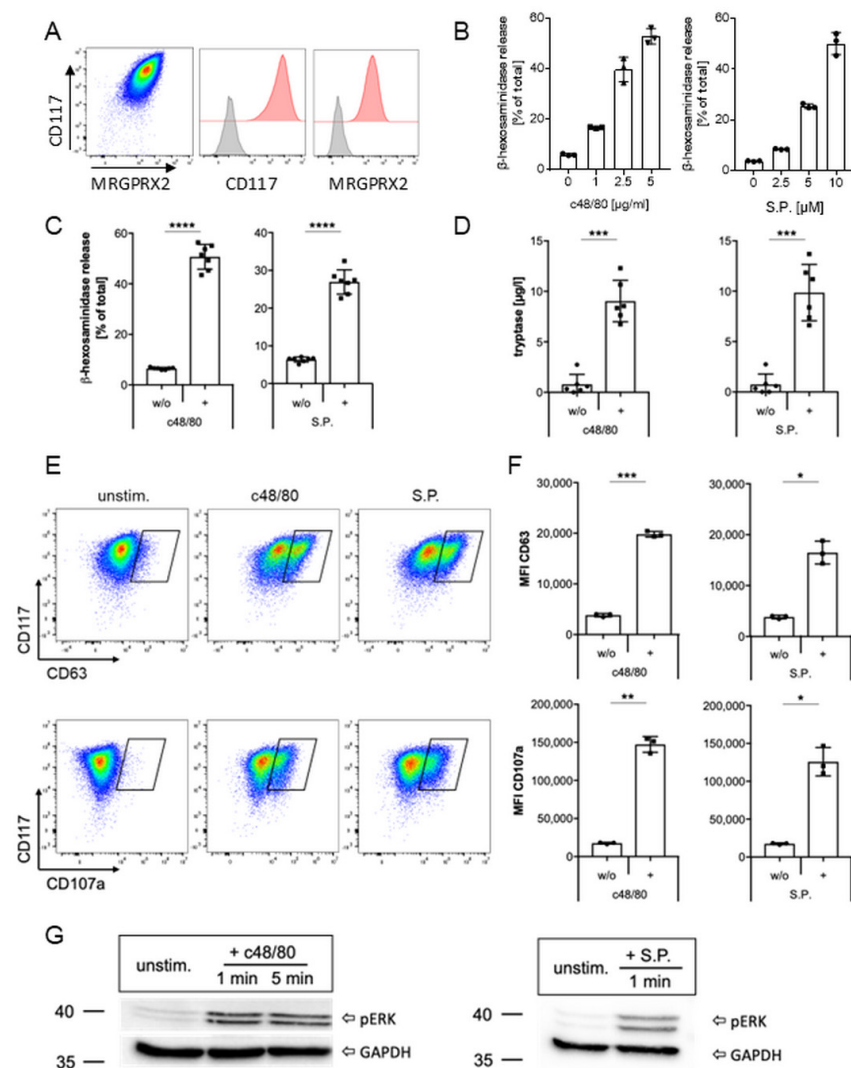 A
CD117
MRGPRX2
CD117
MRGPRX2
B
β-hexosaminidase release
[% of total]
60
40
20
0
0 1 2.5 5
c48/80 [µg/ml]
β-hexosaminidase release
[% of total]
60
40
20
0
0 2.5 5 10
S.P. [µM]
C
β-hexosaminidase release
[% of total]
60
40
20
0
****
w/o +
c48/80
40
30
20
10
0
****
w/o +
S.P.
D
tryptase [µg/l]
15
10
5
0
***
w/o +
c48/80
15
10
5
0
***
w/o +
S.P.
E
unstim. c48/80 S.P.
CD117
CD63
CD117
CD107a
F
MFI CD63
30,000
20,000
10,000
0
***
w/o +
c48/80
30,000
20,000
10,000
0
*
w/o +
S.P.
MFI CD107a
200,000
150,000
100,000
50,000
0
**
w/o +
c48/80
200,000
150,000
100,000
50,000
0
*
w/o +
S.P.
G
unstim.
+ c48/80
1 min 5 min
40
⇦ pERK
⇦ GAPDH
35
unstim.
+ S.P.
1 min
40
⇦ pERK
⇦ GAPDH
35